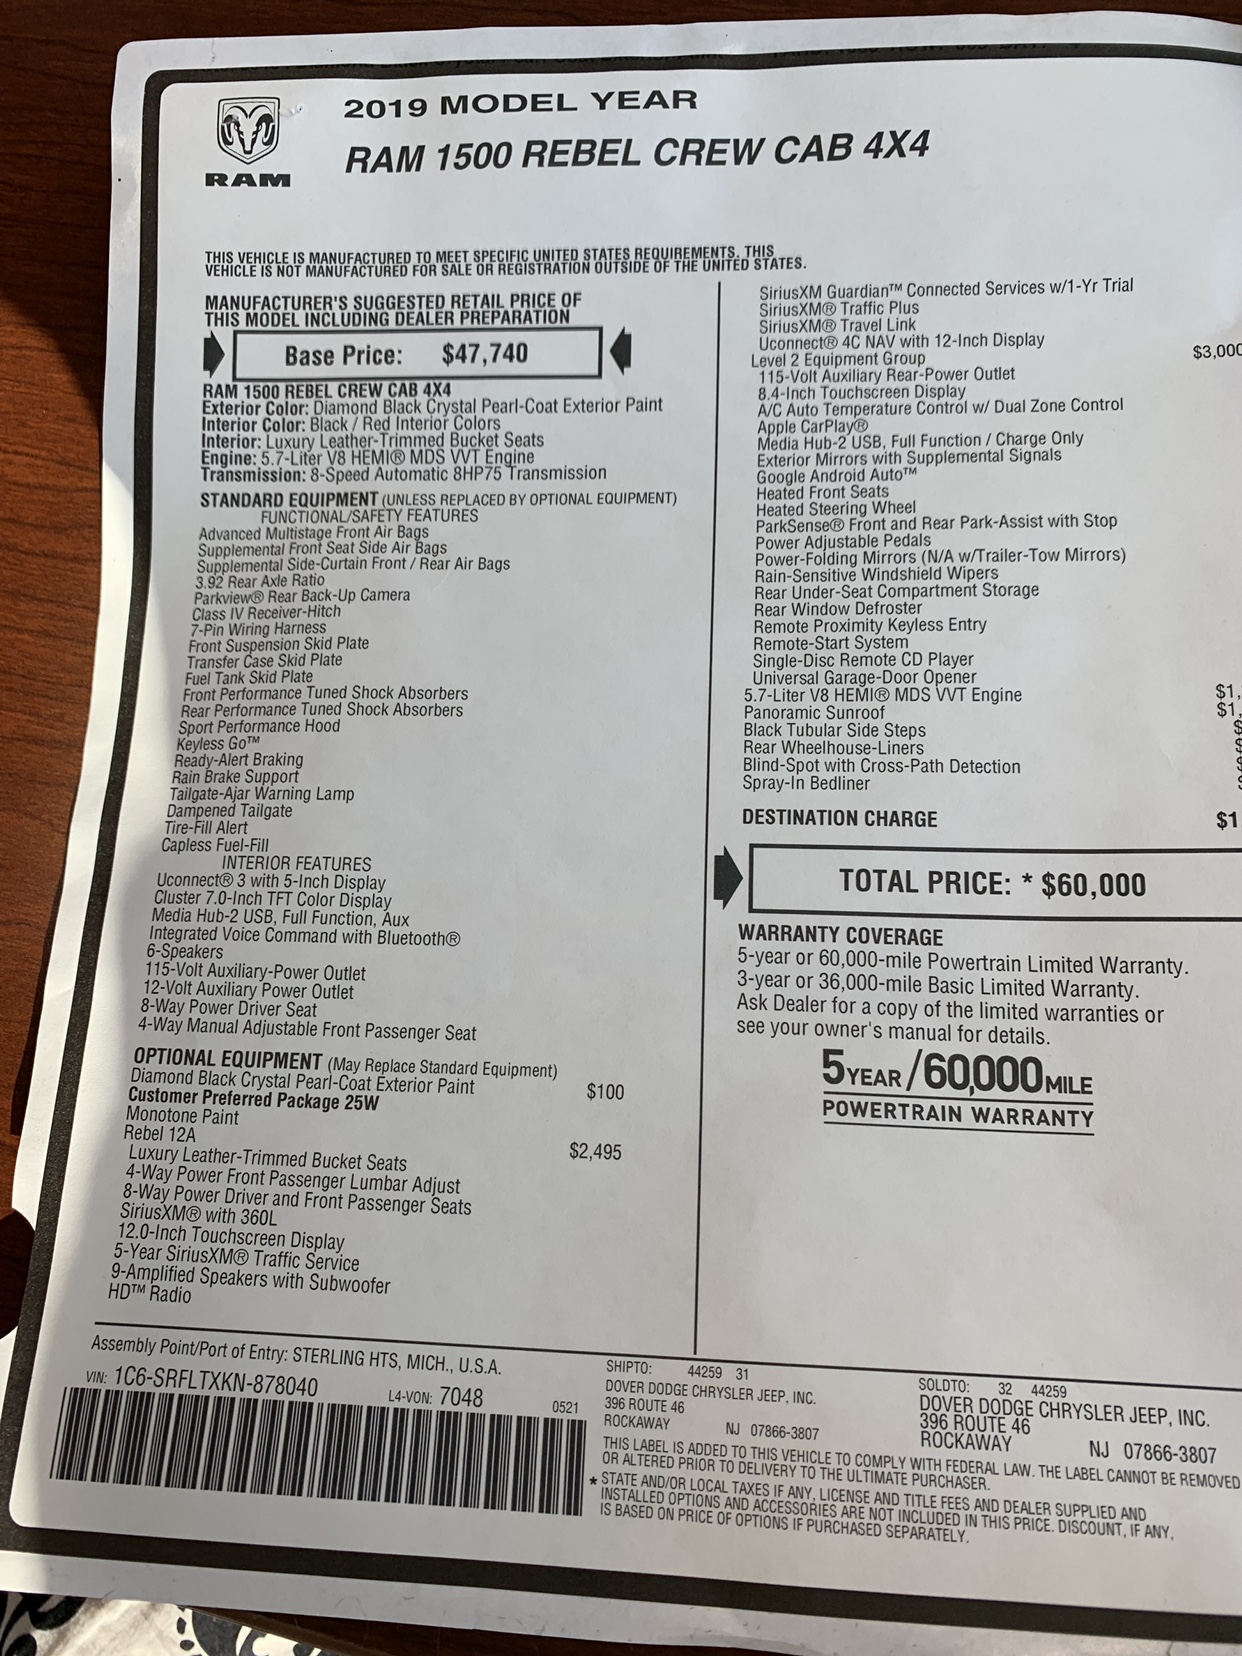 RAM
2019 MODEL YEAR
RAM 1500 REBEL CREW CAB 4X4
THIS VEHICLE IS MANUFACTURED TO MEET SPECIFIC UNITED STATES REQUIREMENTS. THIS
VEHICLE IS NOT MANUFACTURED FOR SALE OR REGISTRATION OUTSIDE OF THE UNITED STATES.
MANUFACTURER'S SUGGESTED RETAIL PRICE OF
THIS MODEL INCLUDING DEALER PREPARATION
Base Price: $47,740
RAM 1500 REBEL CREW CAB 4X4
Exterior Color: Diamond Black Crystal Pearl-Coat Exterior Paint
Interior Color: Black / Red Interior Colors
Interior: Luxury Leather-Trimmed Bucket Seats
Engine: 5.7-Liter V8 HEMI® MDS VVT Engine
Transmission: 8-Speed Automatic 8HP75 Transmission
STANDARD EQUIPMENT (UNLESS REPLACED BY OPTIONAL EQUIPMENT)
FUNCTIONAL/SAFETY FEATURES
Advanced Multistage Front Air Bags
Supplemental Front Seat Side Air Bags
Supplemental Side-Curtain Front / Rear Air Bags
3.92 Rear Axle Ratio
Parkview® Rear Back-Up Camera
Class IV Receiver-Hitch
7-Pin Wiring Harness
Front Suspension Skid Plate
Transfer Case Skid Plate
Fuel Tank Skid Plate
Front Performance Tuned Shock Absorbers
Rear Performance Tuned Shock Absorbers
Sport Performance Hood
Keyless Go™
Ready-Alert Braking
Rain Brake Support
Tailgate-Ajar Warning Lamp
Dampened Tailgate
Tire-Fill Alert
Capless Fuel-Fill
INTERIOR FEATURES
Uconnect® 3 with 5-Inch Display
Cluster 7.0-Inch TFT Color Display
Media Hub-2 USB, Full Function, Aux
Integrated Voice Command with Bluetooth®
6-Speakers
115-Volt Auxiliary-Power Outlet
12-Volt Auxiliary Power Outlet
8-Way Power Driver Seat
4-Way Manual Adjustable Front Passenger Seat
OPTIONAL EQUIPMENT (May Replace Standard Equipment)
Diamond Black Crystal Pearl-Coat Exterior Paint $100
Customer Preferred Package 25W
Monotone Paint
Rebel 12A $2,495
Luxury Leather-Trimmed Bucket Seats
4-Way Power Front Passenger Lumbar Adjust
8-Way Power Driver and Front Passenger Seats
SiriusXM® with 360L
12.0-Inch Touchscreen Display
5-Year SiriusXM® Traffic Service
9-Amplified Speakers with Subwoofer
HD™ Radio
SiriusXM Guardian™ Connected Services w/1-Yr Trial
SiriusXM® Traffic Plus
SiriusXM® Travel Link
Uconnect® 4C NAV with 12-Inch Display
Level 2 Equipment Group $3,000
115-Volt Auxiliary Rear-Power Outlet
8.4-Inch Touchscreen Display
A/C Auto Temperature Control w/ Dual Zone Control
Apple CarPlay®
Media Hub-2 USB, Full Function / Charge Only
Exterior Mirrors with Supplemental Signals
Google Android Auto™
Heated Front Seats
Heated Steering Wheel
ParkSense® Front and Rear Park-Assist with Stop
Power Adjustable Pedals
Power-Folding Mirrors (N/A w/Trailer-Tow Mirrors)
Rain-Sensitive Windshield Wipers
Rear Under-Seat Compartment Storage
Rear Window Defroster
Remote Proximity Keyless Entry
Remote-Start System
Single-Disc Remote CD Player
Universal Garage-Door Opener
5.7-Liter V8 HEMI® MDS VVT Engine $1,
Panoramic Sunroof $1,
Black Tubular Side Steps
Rear Wheelhouse-Liners
Blind-Spot with Cross-Path Detection
Spray-In Bedliner
DESTINATION CHARGE $1
TOTAL PRICE: * $60,000
WARRANTY COVERAGE
5-year or 60,000-mile Powertrain Limited Warranty.
3-year or 36,000-mile Basic Limited Warranty.
Ask Dealer for a copy of the limited warranties or
see your owner's manual for details.
5 YEAR/60,000 MILE
POWERTRAIN WARRANTY
Assembly Point/Port of Entry: STERLING HTS, MICH., U.S.A.
VIN: 1C6-SRFLTXKN-878040 L4-VON: 7048 0521
SHIPTO: 44259 31
DOVER DODGE CHRYSLER JEEP, INC.
396 ROUTE 46
ROCKAWAY NJ 07866-3807
SOLDTO: 32 44259
DOVER DODGE CHRYSLER JEEP, INC.
396 ROUTE 46
ROCKAWAY NJ 07866-3807
THIS LABEL IS ADDED TO THIS VEHICLE TO COMPLY WITH FEDERAL LAW. THE LABEL CANNOT BE REMOVED
OR ALTERED PRIOR TO DELIVERY TO THE ULTIMATE PURCHASER.
* STATE AND/OR LOCAL TAXES IF ANY, LICENSE AND TITLE FEES AND DEALER SUPPLIED AND
INSTALLED OPTIONS AND ACCESSORIES ARE NOT INCLUDED IN THIS PRICE. DISCOUNT, IF ANY,
IS BASED ON PRICE OF OPTIONS IF PURCHASED SEPARATELY.